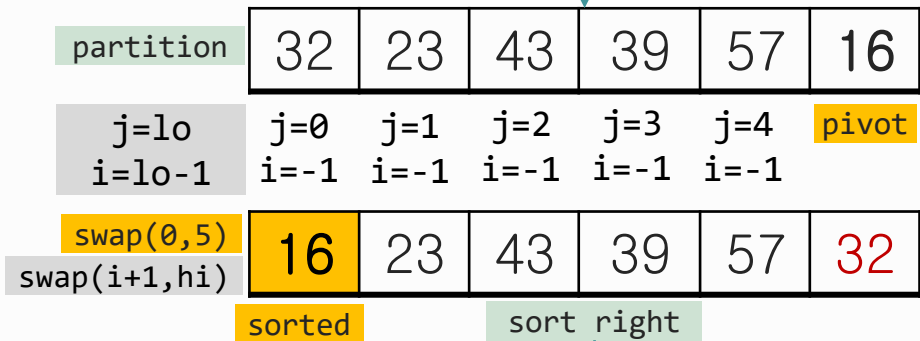 partition 32 23 43 39 57 16
j=lo j=0 j=1 j=2 j=3 j=4 pivot
i=lo-1 i=-1 i=-1 i=-1 i=-1 i=-1
swap(0,5) 16 23 43 39 57 32
swap(i+1,hi)
sorted sort right